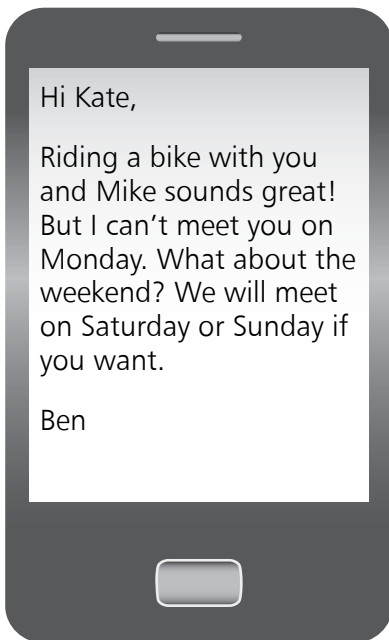 Hi Kate,
Riding a bike with you
and Mike sounds great!
But I can’t meet you on
Monday. What about the
weekend? We will meet
on Saturday or Sunday if
you want.
Ben